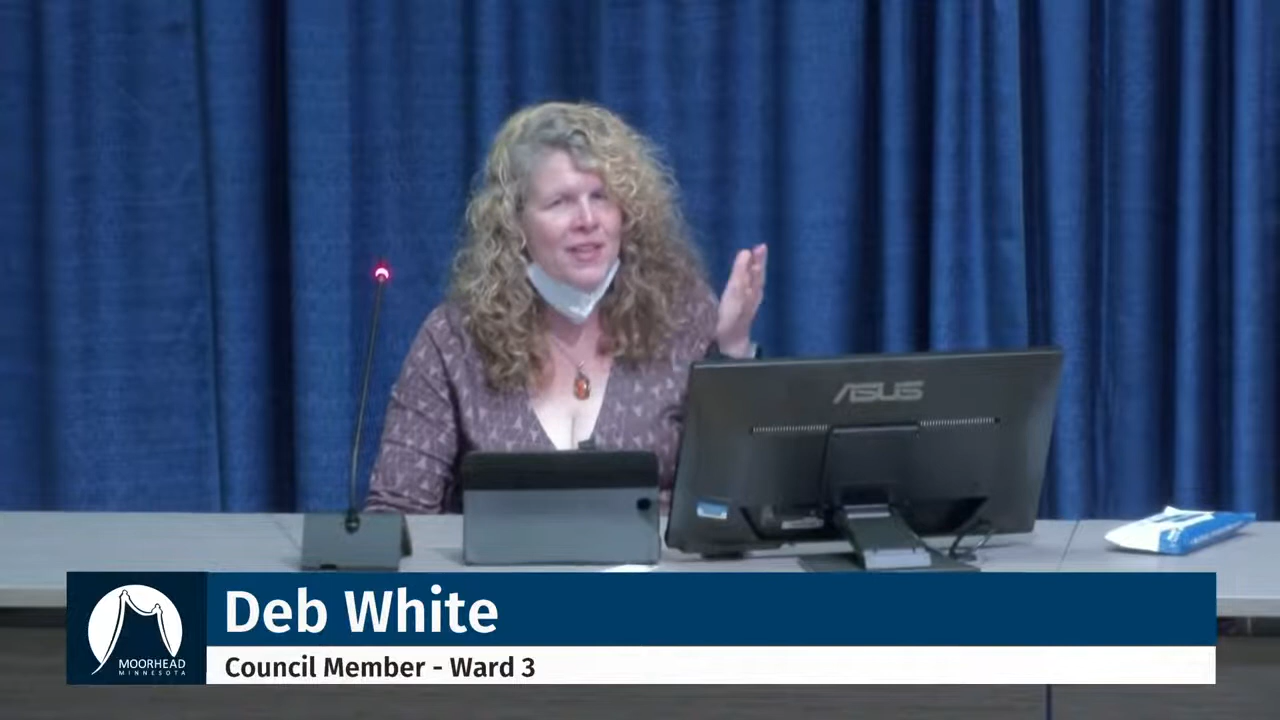 ASUS
Deb White
Council Member - Ward 3
MOORHEAD
MINNESOTA